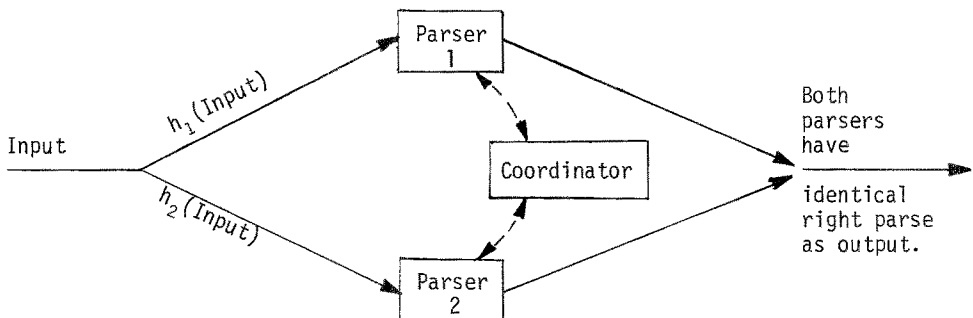 Input
h₁(Input)
h₂(Input)
Parser
1
Coordinator
Parser
2
Both
parsers
have
identical
right parse
as output.